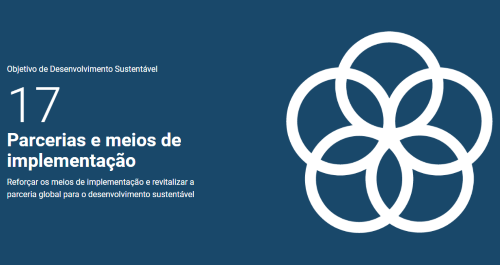 Objetivo de Desenvolvimento Sustentável
17
Parcerias e meios de
implementação
Reforçar os meios de implementação e revitalizar a
parceria global para o desenvolvimento sustentável